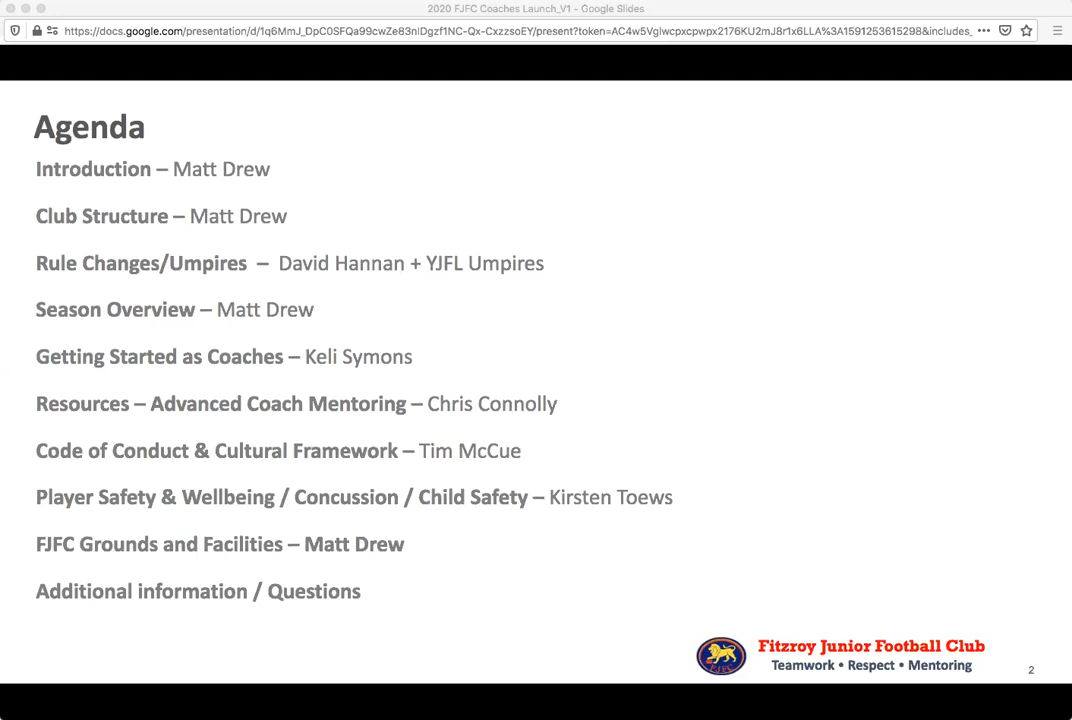 2020 FJFC Coaches Launch_V1 - Google Slides
https://docs.google.com/presentation/d/1q6MmJ_DpC0SFQa99cwZe83nlDgzf1NC-Qx-CxzzsoEY/present?token=AC4w5Vglwcpxcpwpx2176KU2mJ8r1x6LLA%3A1591253615298&includes_
Agenda
Introduction – Matt Drew
Club Structure – Matt Drew
Rule Changes/Umpires – David Hannan + YJFL Umpires
Season Overview – Matt Drew
Getting Started as Coaches – Keli Symons
Resources – Advanced Coach Mentoring – Chris Connolly
Code of Conduct & Cultural Framework – Tim McCue
Player Safety & Wellbeing / Concussion / Child Safety – Kirsten Toews
FJFC Grounds and Facilities – Matt Drew
Additional information / Questions
Fitzroy Junior Football Club
Teamwork • Respect • Mentoring
2